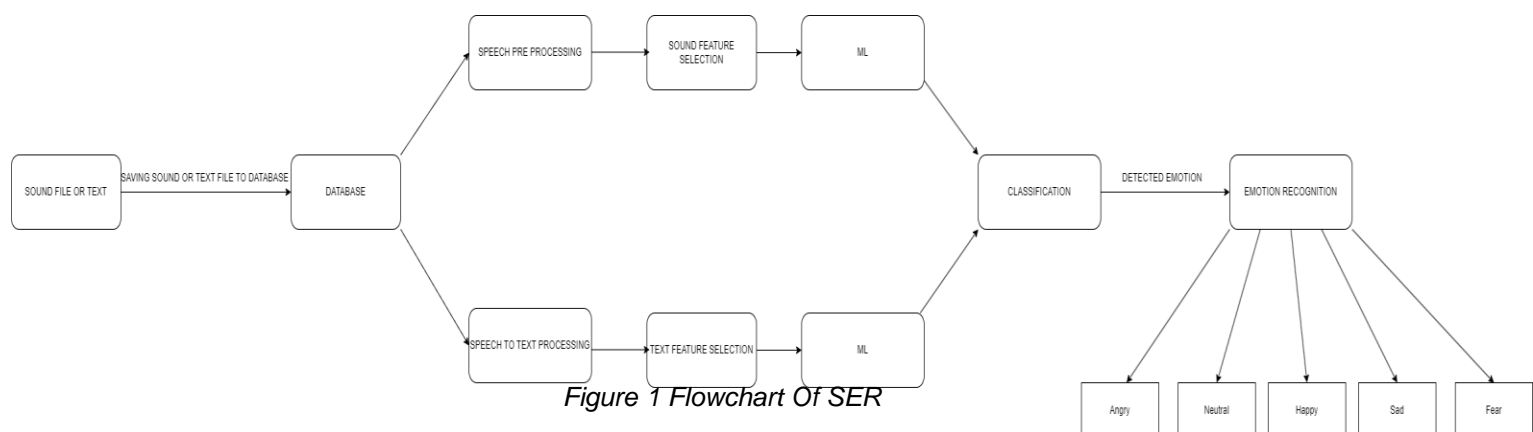 SPEECH PRE PROCESSING
SOUND FEATURE
SELECTION
ML
SOUND FILE OR TEXT
SAVING SOUND OR TEXT FILE TO DATABASE
DATABASE
CLASSIFICATION
DETECTED EMOTION
EMOTION RECOGNITION
SPEECH TO TEXT PROCESSING
TEXT FEATURE SELECTION
ML
Figure 1 Flowchart Of SER
Angry
Neutral
Happy
Sad
Fear